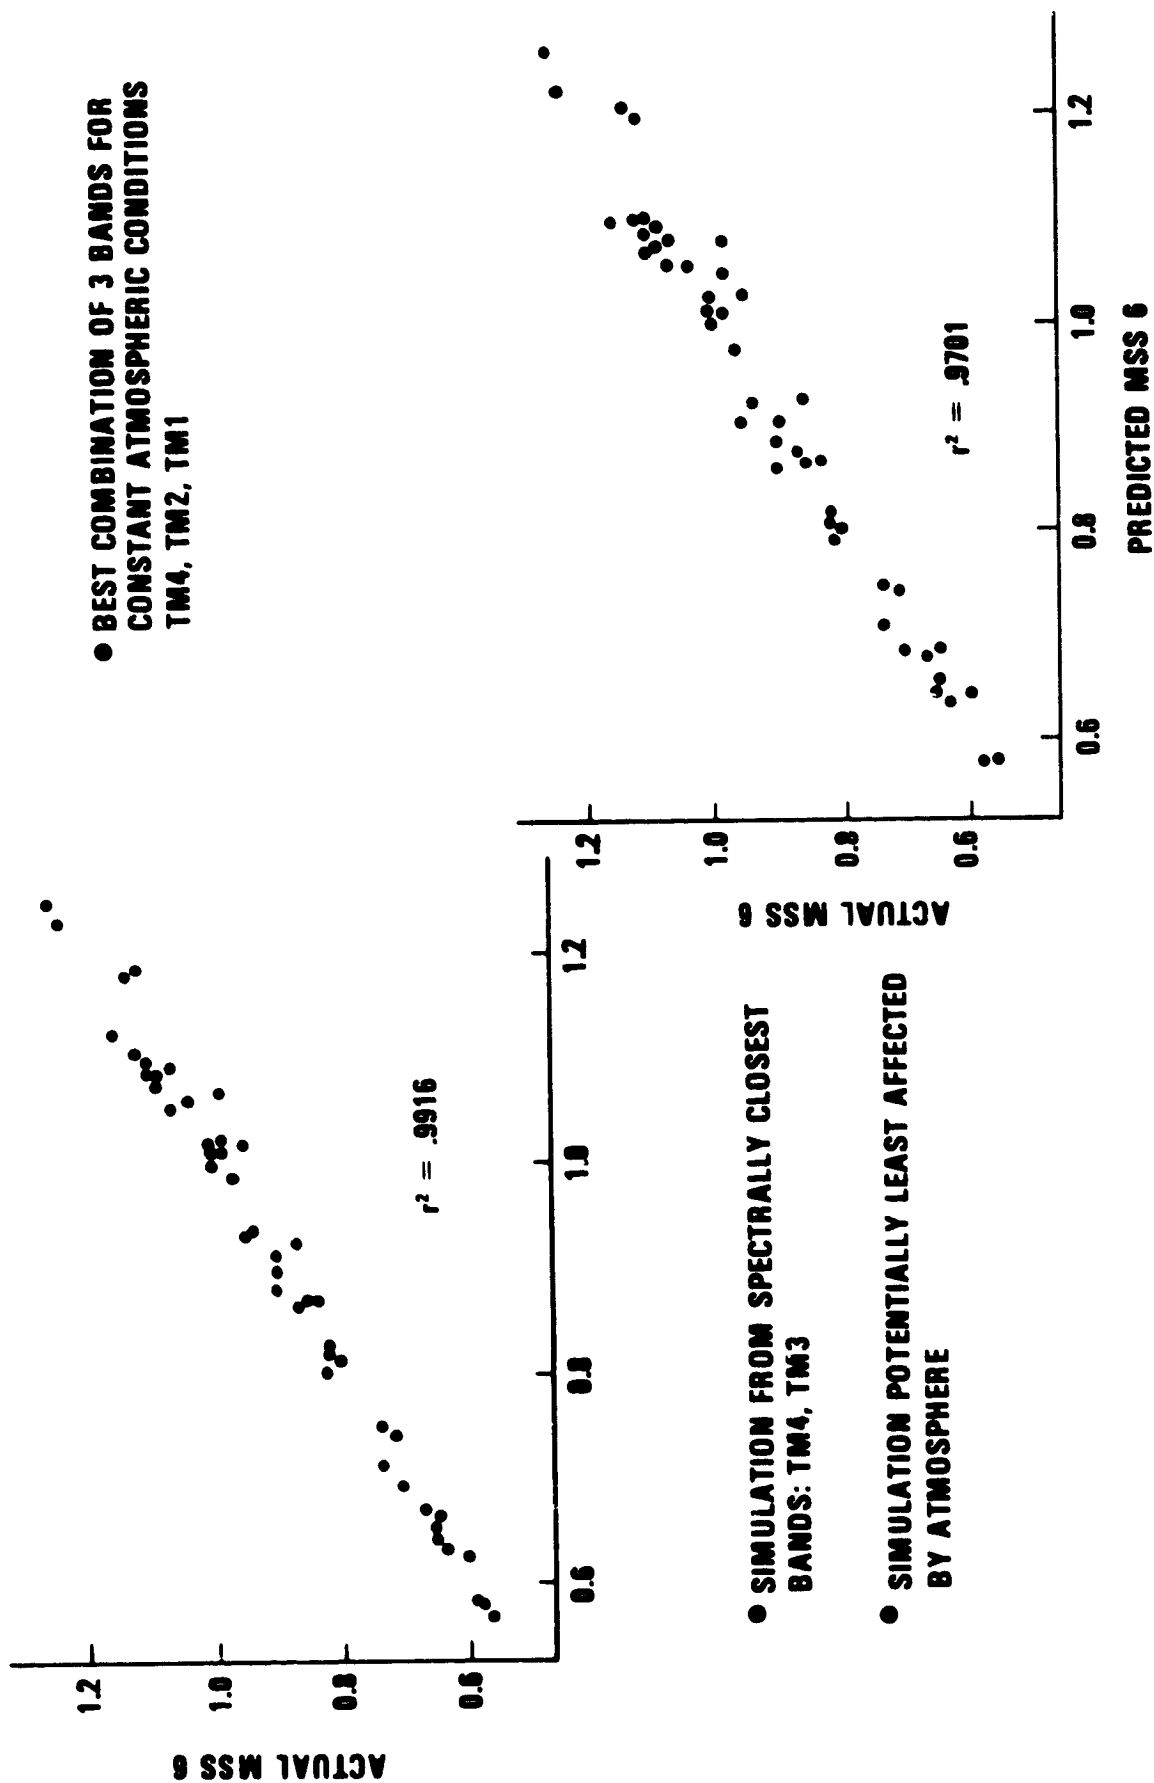 ACTUAL MSS 6
1.2
1.0
0.8
0.6
r² = .9916
0.6 0.8 1.0 1.2
● BEST COMBINATION OF 3 BANDS FOR
CONSTANT ATMOSPHERIC CONDITIONS
TM4, TM2, TM1
● SIMULATION FROM SPECTRALLY CLOSEST
BANDS: TM4, TM3
● SIMULATION POTENTIALLY LEAST AFFECTED
BY ATMOSPHERE
ACTUAL MSS 6
1.2
1.0
0.8
0.6
r² = .9701
0.6 0.8 1.0 1.2
PREDICTED MSS 6